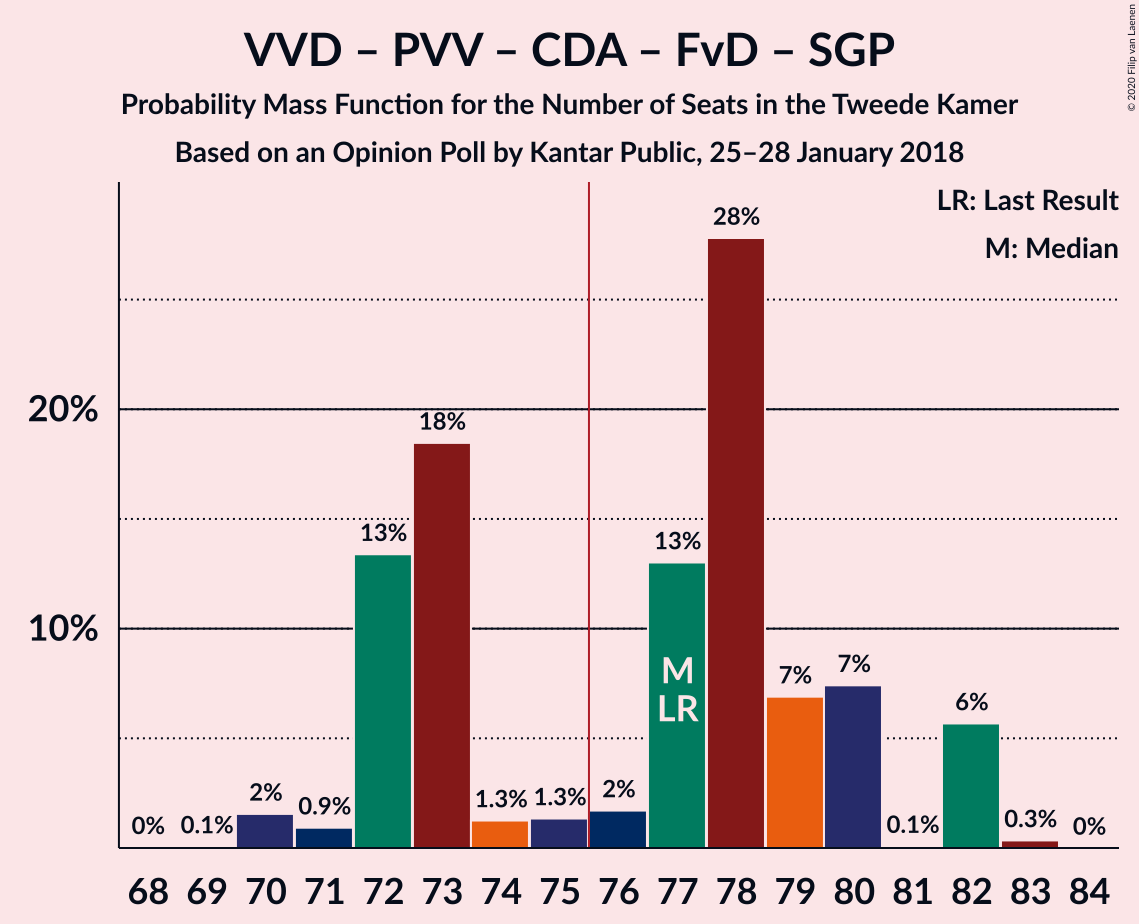 VVD – PVV – CDA – FvD – SGP
Probability Mass Function for the Number of Seats in the Tweede Kamer
Based on an Opinion Poll by Kantar Public, 25–28 January 2018
© 2020 Filip van Laenen
LR: Last Result
M: Median
20%
10%
0%
0.1%
2%
0.9%
13%
18%
1.3%
1.3%
2%
13%
28%
7%
7%
0.1%
6%
0.3%
0%
M
LR
68 69 70 71 72 73 74 75 76 77 78 79 80 81 82 83 84